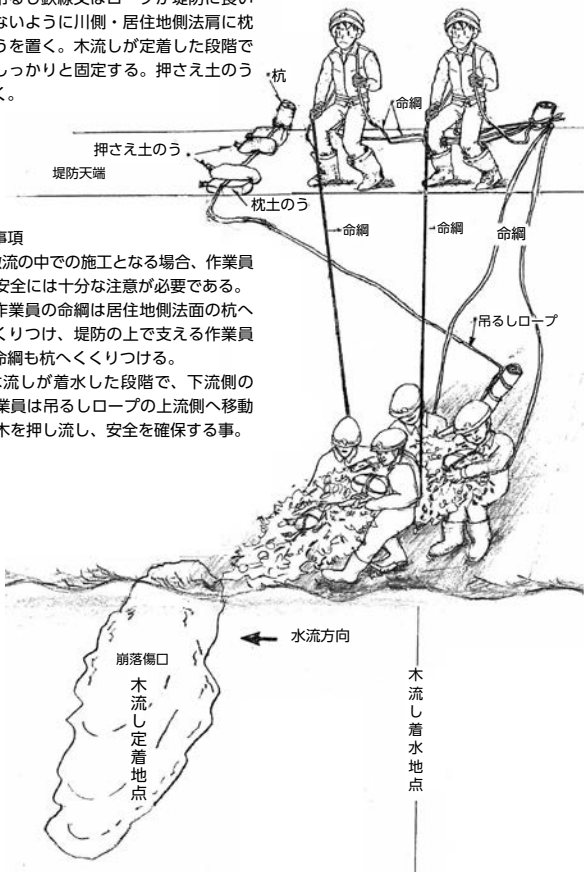 吊るし鉄線又はロープが堤防に食い
ないように川側・居住地側法肩に枕
うを置く。木流しが定着した段階で
しっかりと固定する。押さえ土のう
く。
杭
命綱
押さえ土のう
堤防天端
枕土のう
命綱
命綱
命綱
事項
激流の中での施工となる場合、作業員
安全には十分な注意が必要である。
作業員の命綱は居住地側法面の杭へ
くりつけ、堤防の上で支える作業員
命綱も杭へくくりつける。
木流しが着水した段階で、下流側の
業員は吊るしロープの上流側へ移動
木を押し流し、安全を確保する事。
吊るしロープ
水流方向
崩落傷口
木流し定着地点
木流し着水地点